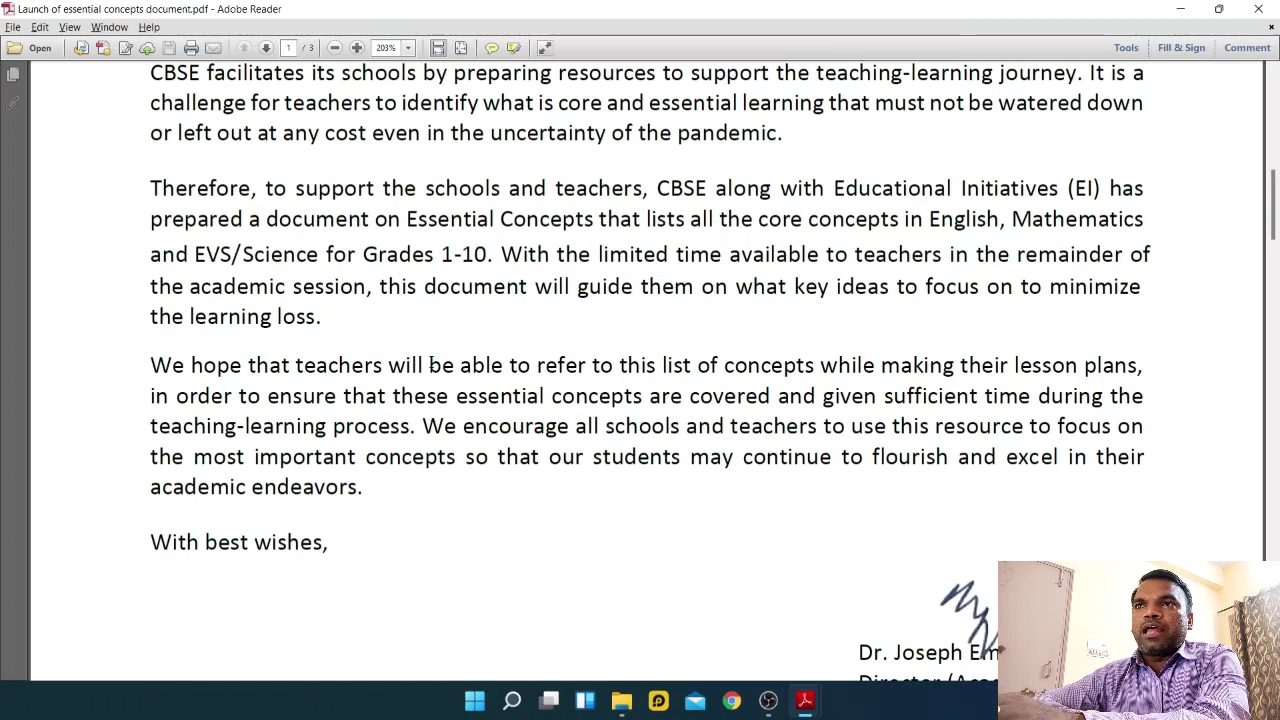 Launch of essential concepts document.pdf - Adobe Reader
File Edit View Window Help
Open 1 / 3 203% Tools Fill & Sign Comment
CBSE facilitates its schools by preparing resources to support the teaching-learning journey. It is a
challenge for teachers to identify what is core and essential learning that must not be watered down
or left out at any cost even in the uncertainty of the pandemic.
Therefore, to support the schools and teachers, CBSE along with Educational Initiatives (EI) has
prepared a document on Essential Concepts that lists all the core concepts in English, Mathematics
and EVS/Science for Grades 1-10. With the limited time available to teachers in the remainder of
the academic session, this document will guide them on what key ideas to focus on to minimize
the learning loss.
We hope that teachers will be able to refer to this list of concepts while making their lesson plans,
in order to ensure that these essential concepts are covered and given sufficient time during the
teaching-learning process. We encourage all schools and teachers to use this resource to focus on
the most important concepts so that our students may continue to flourish and excel in their
academic endeavors.
With best wishes,
Dr. Joseph Em